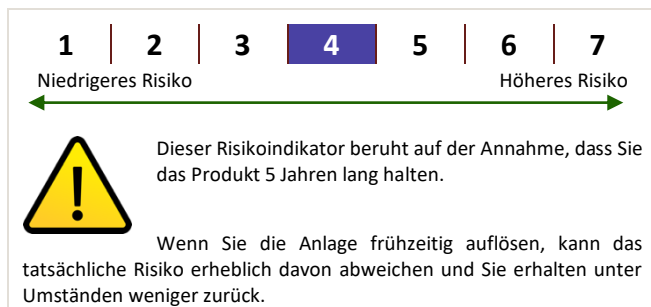 1 2 3 4 5 6 7
Niedrigeres Risiko Höheres Risiko
Dieser Risikoindikator beruht auf der Annahme, dass Sie
das Produkt 5 Jahren lang halten.
Wenn Sie die Anlage frühzeitig auflösen, kann das
tatsächliche Risiko erheblich davon abweichen und Sie erhalten unter
Umständen weniger zurück.